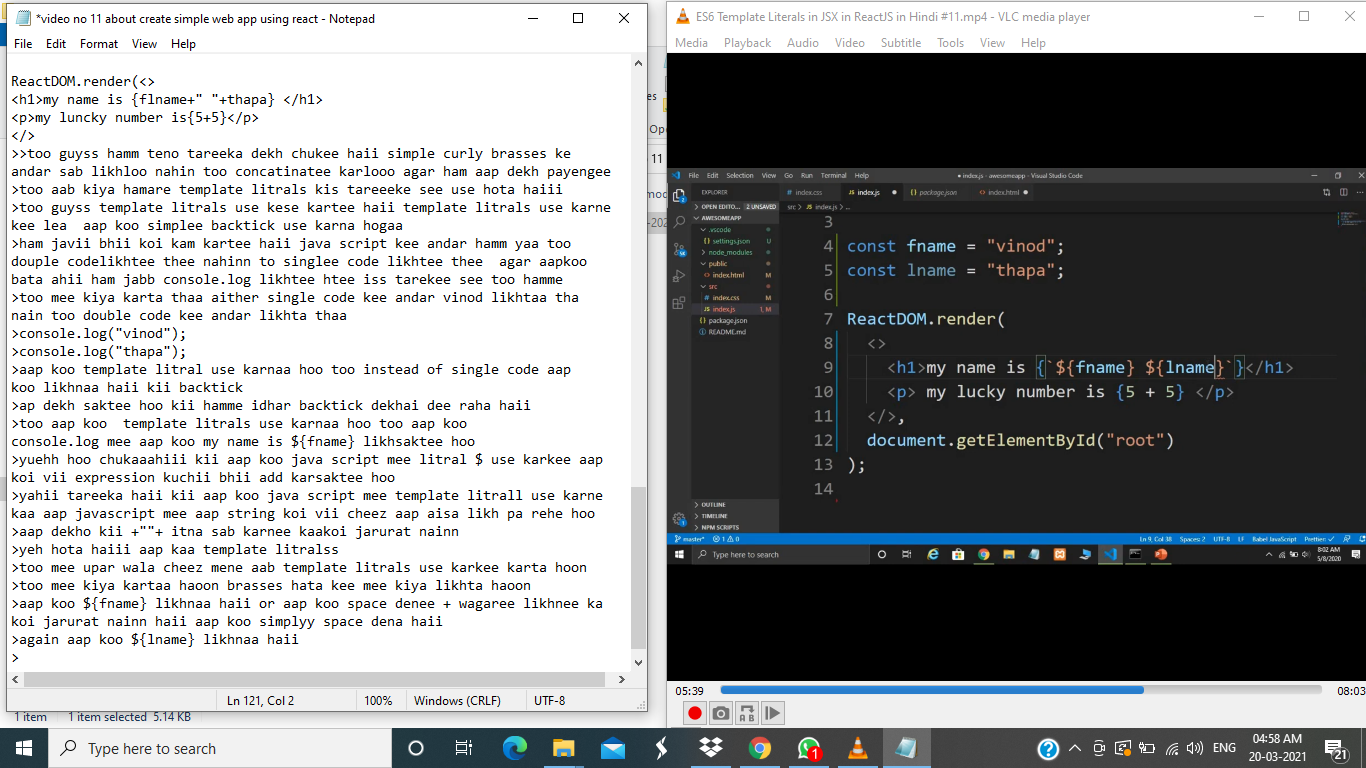 *video no 11 about create simple web app using react - Notepad
File Edit Format View Help
ReactDOM.render(<>
<h1>my name is {flname+" "+thapa} </h1>
<p>my luncky number is{5+5}</p>
</>
>>too guyss hamm teno tareeka dekh chukee haii simple curly brasses ke
andar sab likhloo nahin too concatinatee karlooo agar ham aap dekh payengee
>too aab kiya hamare template litrals kis tareeeke see use hota haiii
>too guyss template litrals use kese kartee haii template litrals use karne
kee lea  aap koo simplee backtick use karna hogaa
>ham javii bhii koi kam kartee haii java script kee andar hamm yaa too
douple codelikhtee thee nahinn to singlee code likhtee thee  agar aapkoo
bata ahii ham jabb console.log likhtee htee iss tarekee see too hamme
>too mee kiya karta thaa aither single code kee andar vinod likhtaa tha
nain too double code kee andar likhta thaa
>console.log("vinod");
>console.log("thapa");
>aap koo template litral use karnaa hoo too instead of single code aap
koo likhnaa haii kii backtick
>ap dekh saktee hoo kii hamme idhar backtick dekhai dee raha haii
>too aap koo  template litrals use karnaa hoo too aap koo
console.log mee aap koo my name is ${fname} likhsaktee hoo
>yuehh hoo chukaaahiii kii aap koo java script mee litral $ use karkee aap
koi vii expression kuchii bhii add karsaktee hoo
>yahii tareeka haii kii aap koo java script mee template litrall use karne
kaa aap javascript mee aap string koi vii cheez aap aisa likh pa rehe hoo
>aap dekho kii +""+ itna sab karnee kaakoi jarurat nainn
>yeh hota haiii aap kaa template litralss
>too mee upar wala cheez mene aab template litrals use karkee karta hoon
>too mee kiya kartaa haoon brasses hata kee mee kiya likhta haoon
>aap koo ${fname} likhnaa haii or aap koo space denee + wagaree likhnee ka
koi jarurat nainn haii aap koo simplyy space dena haii
>again aap koo ${lname} likhnaa haii
>
Ln 121, Col 2 100% Windows (CRLF) UTF-8
1 item 1 item selected 5.14 KB
ES6 Template Literals in JSX in ReactJS in Hindi #11.mp4 - VLC media player
Media Playback Audio Video Subtitle Tools View Help
File Edit Selection View Go Run Terminal Help
● index.js - awesomeapp - Visual Studio Code
EXPLORER
index.css index.js package.json index.html
OPEN EDITO... 2 UNSAVED
src > JS index.js > ...
AWESOMEAPP
.vscode
settings.json U
node_modules
public
index.html M
src
index.css M
index.js 1, M
package.json
README.md
OUTLINE
TIMELINE
NPM SCRIPTS
3
4 const fname = "vinod";
5 const lname = "thapa";
6
7 ReactDOM.render(
8 <>
9 <h1>my name is {`${fname} ${lname}`}</h1>
10 <p> my lucky number is {5 + 5} </p>
11 </>,
12 document.getElementById("root")
13 );
14
master* 1 0 Ln 9, Col 38 Spaces: 2 UTF-8 LF Babel JavaScript Prettier: ✓
Type here to search
8:02 AM
5/8/2020
05:39 08:03
Type here to search
1
ENG
04:58 AM
20-03-2021
21